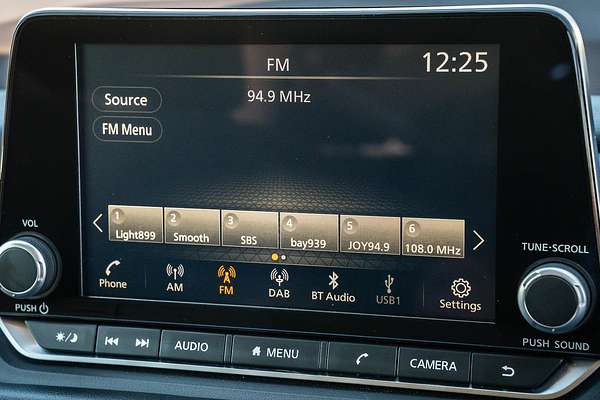 FM
12:25
Source
94.9 MHz
FM Menu
1
Light899
2
Smooth
3
SBS
4
bay939
5
JOY94.9
6
108.0 MHz
Phone
AM
FM
DAB
BT Audio
USB1
Settings
VOL
PUSH
TUNE-SCROLL
PUSH SOUND
AUDIO
MENU
CAMERA